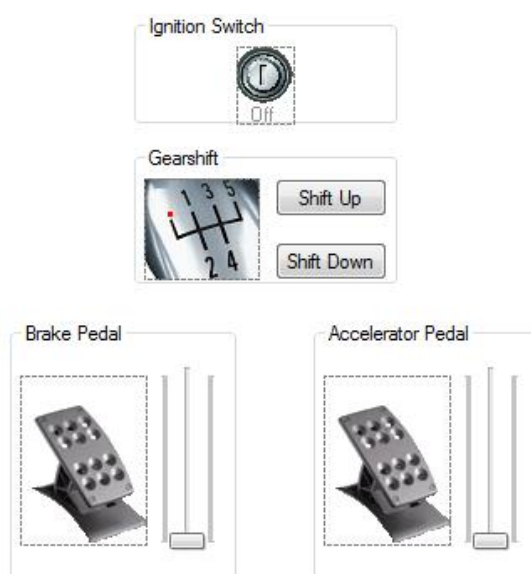 Ignition Switch
Off
Gearshift
1 3 5
2 4
Shift Up
Shift Down
Brake Pedal
Accelerator Pedal